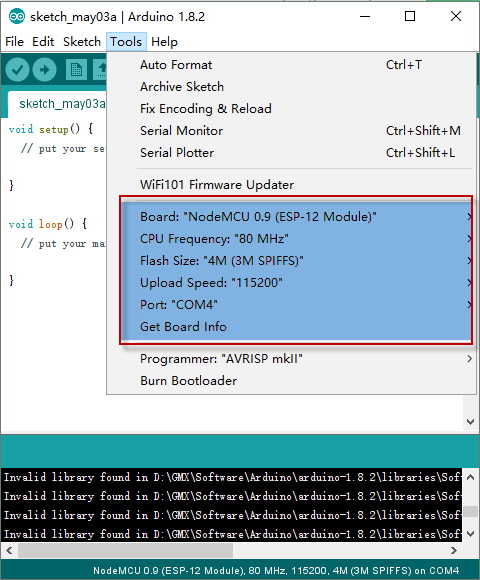 sketch_may03a | Arduino 1.8.2
File Edit Sketch Tools Help
sketch_may03a
void setup() {
// put your se
}
void loop() {
// put your ma
}
Auto Format Ctrl+T
Archive Sketch
Fix Encoding & Reload
Serial Monitor Ctrl+Shift+M
Serial Plotter Ctrl+Shift+L
WiFi101 Firmware Updater
Board: "NodeMCU 0.9 (ESP-12 Module)"
CPU Frequency: "80 MHz"
Flash Size: "4M (3M SPIFFS)"
Upload Speed: "115200"
Port: "COM4"
Get Board Info
Programmer: "AVRISP mkII"
Burn Bootloader
Invalid library found in D:\GMX\Software\Arduino\arduino-1.8.2\libraries\Sof
Invalid library found in D:\GMX\Software\Arduino\arduino-1.8.2\libraries\Sof
Invalid library found in D:\GMX\Software\Arduino\arduino-1.8.2\libraries\Sof
Invalid library found in D:\GMX\Software\Arduino\arduino-1.8.2\libraries\Sof
NodeMCU 0.9 (ESP-12 Module), 80 MHz, 115200, 4M (3M SPIFFS) on COM4